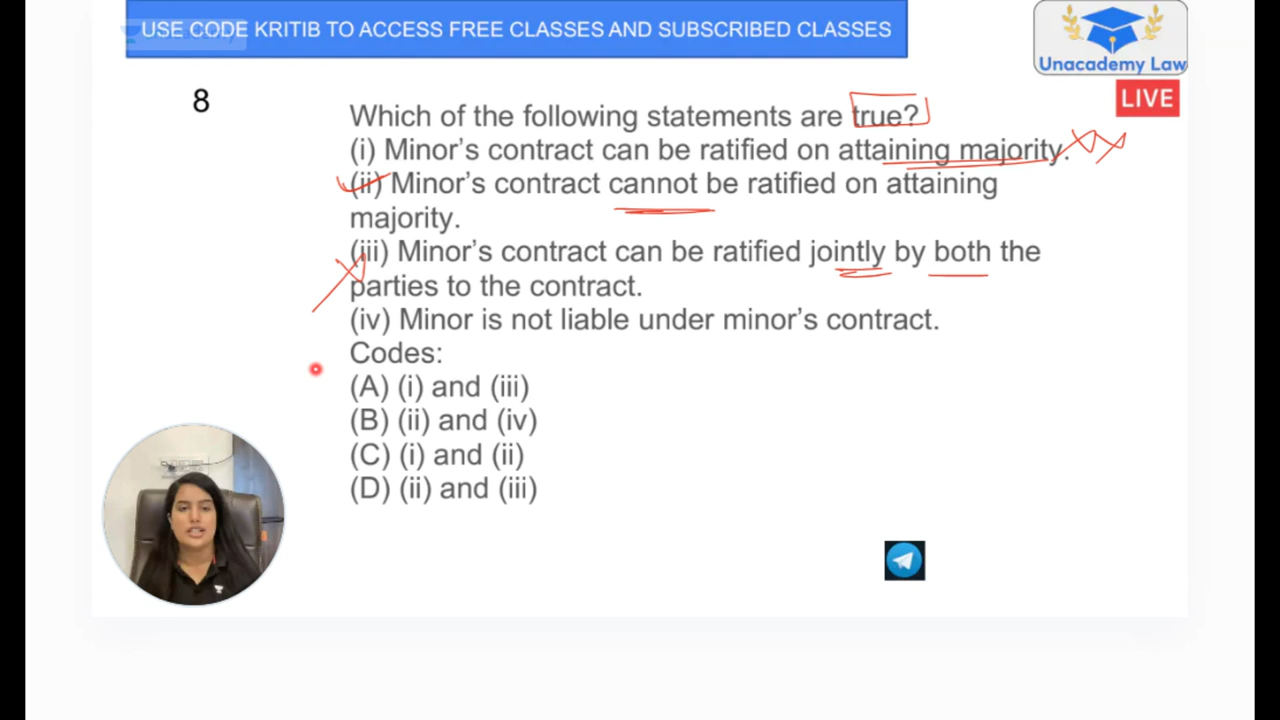 USE CODE KRITIB TO ACCESS FREE CLASSES AND SUBSCRIBED CLASSES
Unacademy Law
LIVE
8
Which of the following statements are true?
(i) Minor's contract can be ratified on attaining majority.
(ii) Minor's contract cannot be ratified on attaining
majority.
(iii) Minor's contract can be ratified jointly by both the
parties to the contract.
(iv) Minor is not liable under minor's contract.
Codes:
(A) (i) and (iii)
(B) (ii) and (iv)
(C) (i) and (ii)
(D) (ii) and (iii)